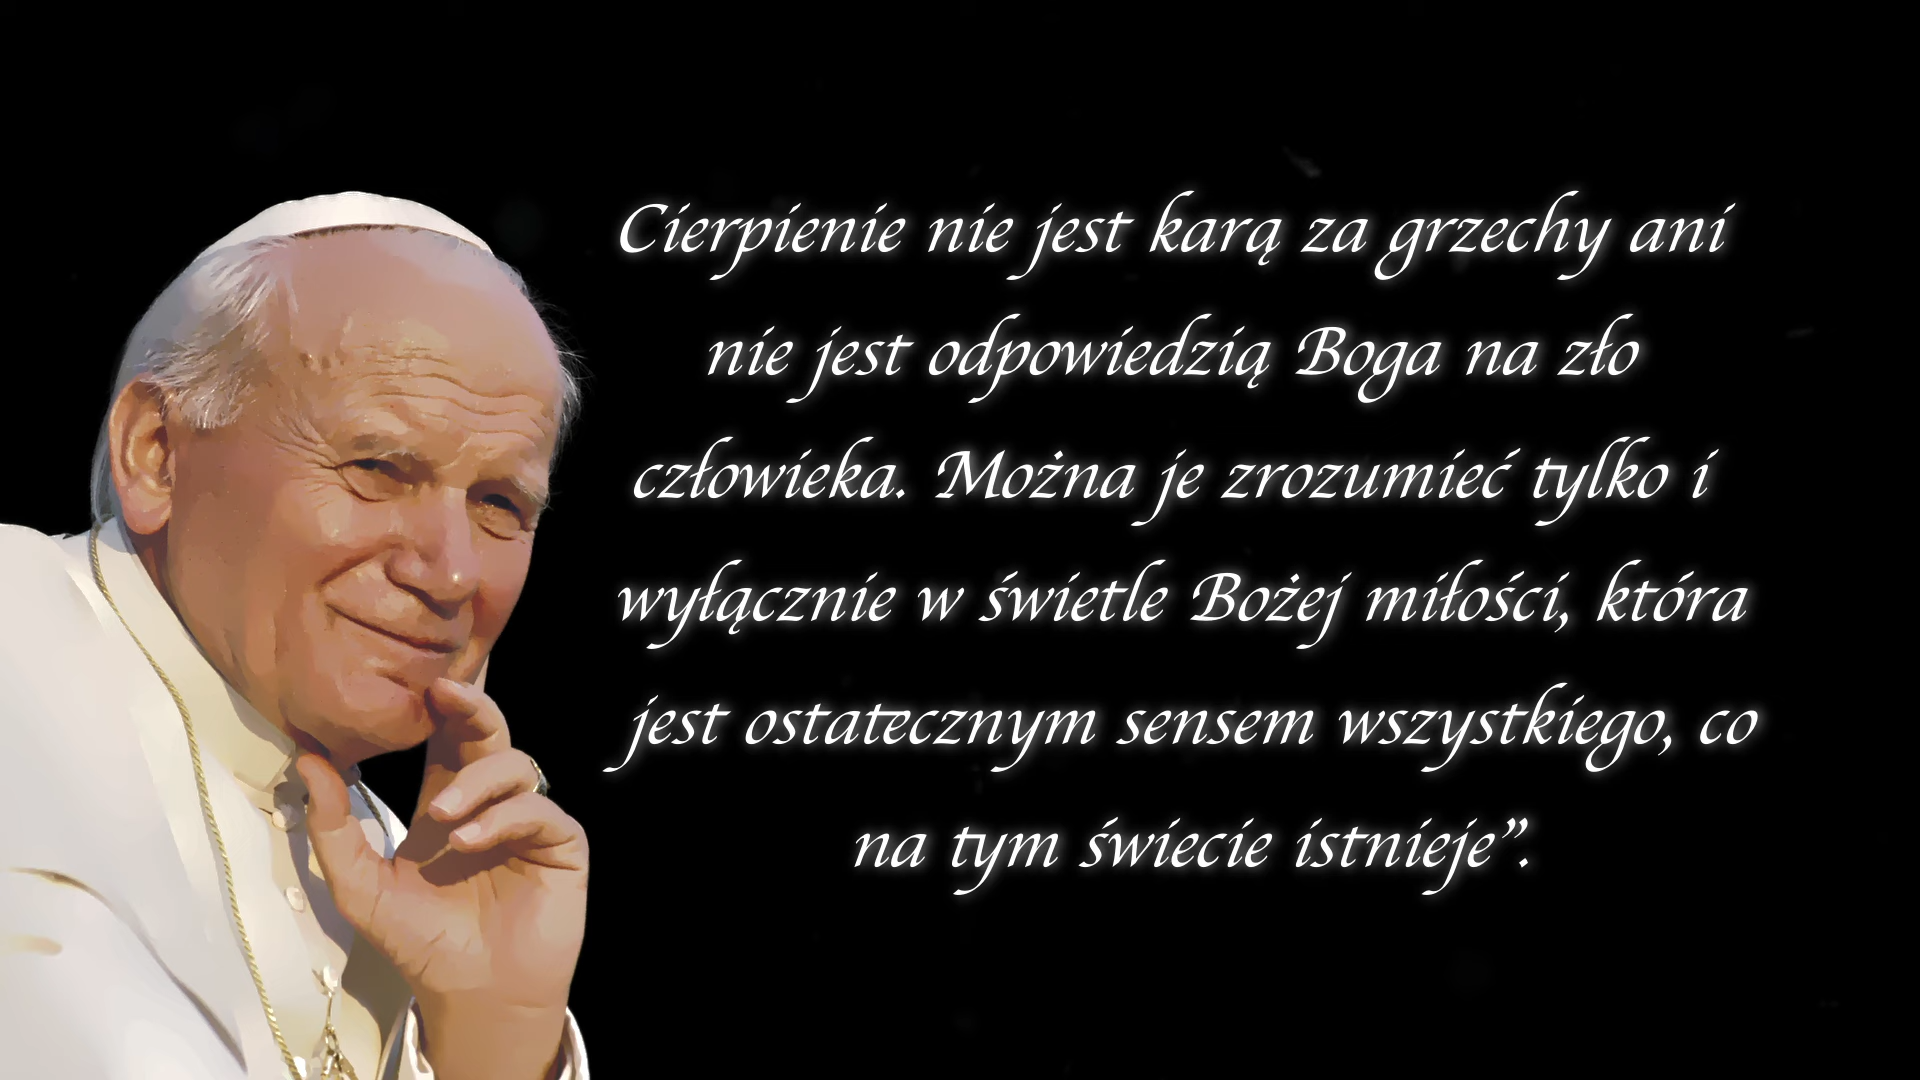 Cierpienie nie jest karą za grzechy ani
nie jest odpowiedzią Boga na zło
człowieka. Można je zrozumieć tylko i
wyłącznie w świetle Bożej miłości, która
jest ostatecznym sensem wszystkiego, co
na tym świecie istnieje”.